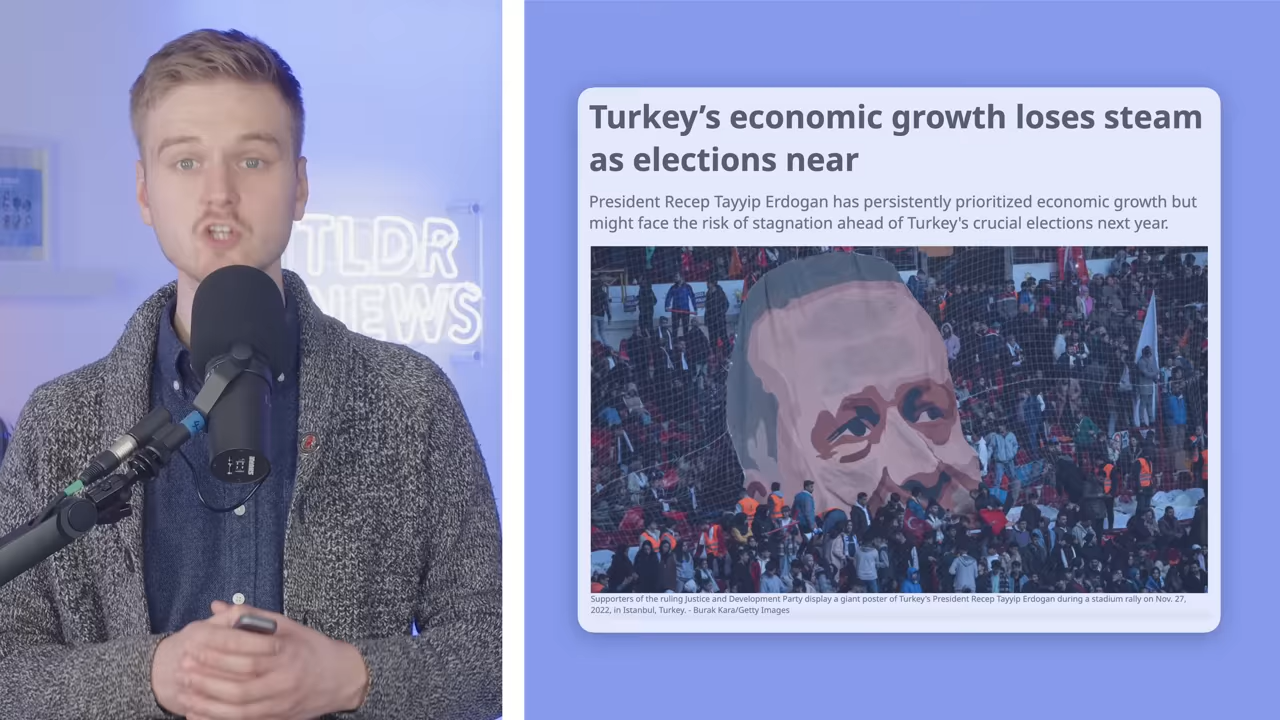 TLDR
NEWS
Turkey’s economic growth loses steam
as elections near
President Recep Tayyip Erdogan has persistently prioritized economic growth but
might face the risk of stagnation ahead of Turkey's crucial elections next year.
Supporters of the ruling Justice and Development Party display a giant poster of Turkey's President Recep Tayyip Erdogan during a stadium rally on Nov. 27,
2022, in Istanbul, Turkey. - Burak Kara/Getty Images